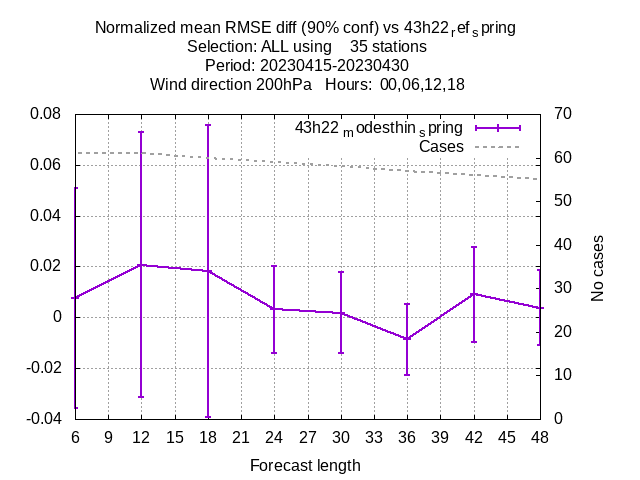 Normalized mean RMSE diff (90% conf) vs 43h22refspring
Selection: ALL using    35 stations
Period: 20230415-20230430
Wind direction 200hPa   Hours:  00,06,12,18
43h22modesthinspring
Cases
0.08
0.06
0.04
0.02
0
-0.02
-0.04
70
60
50
40
30
20
10
0
No cases
6 9 12 15 18 21 24 27 30 33 36 39 42 45 48
Forecast length